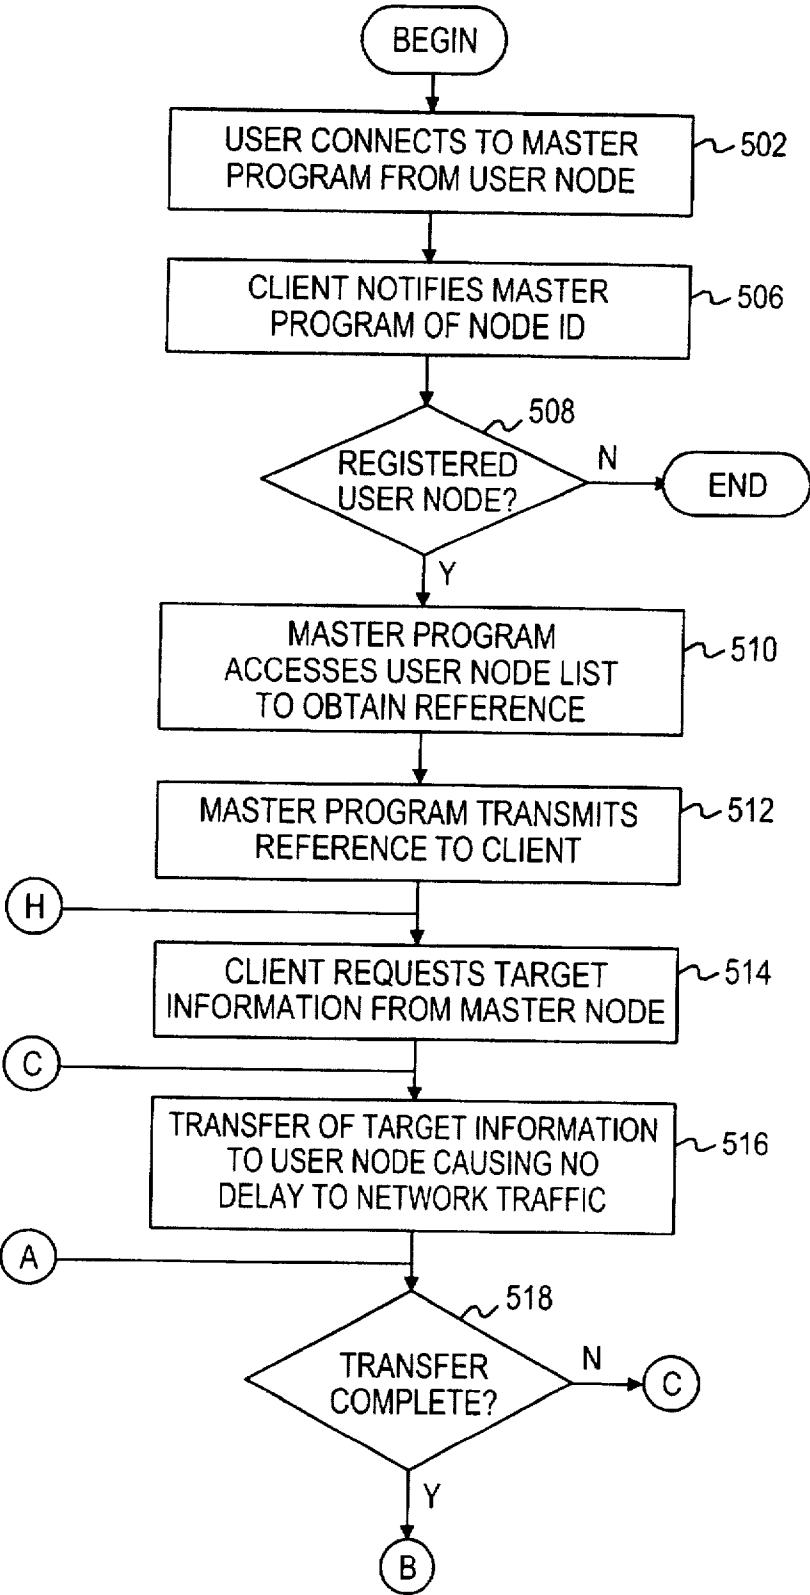 BEGIN
USER CONNECTS TO MASTER
PROGRAM FROM USER NODE
502
CLIENT NOTIFIES MASTER
PROGRAM OF NODE ID
506
508
REGISTERED
USER NODE?
N
END
Y
MASTER PROGRAM
ACCESSES USER NODE LIST
TO OBTAIN REFERENCE
510
MASTER PROGRAM TRANSMITS
REFERENCE TO CLIENT
512
H
CLIENT REQUESTS TARGET
INFORMATION FROM MASTER NODE
514
C
TRANSFER OF TARGET INFORMATION
TO USER NODE CAUSING NO
DELAY TO NETWORK TRAFFIC
516
A
518
TRANSFER
COMPLETE?
N
C
Y
B